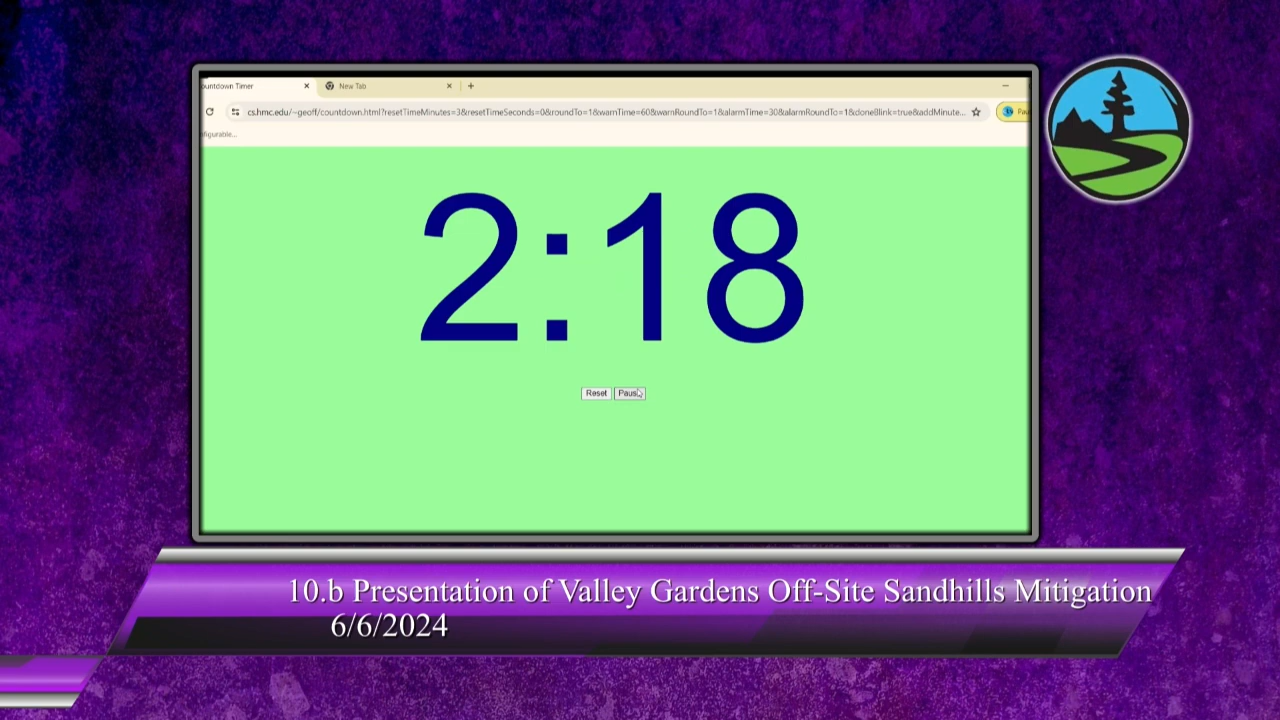 ountdown Timer
New Tab
cs.hmc.edu/~geoff/countdown.html?resetTimeMinutes=3&resetTimeSeconds=0&roundTo=1&warnTime=60&warnRoundTo=1&alarmTime=30&alarmRoundTo=1&doneBlink=true&addMinute...
Pau
nfigurable...
2:18
Reset Paus
10.b Presentation of Valley Gardens Off-Site Sandhills Mitigation
6/6/2024